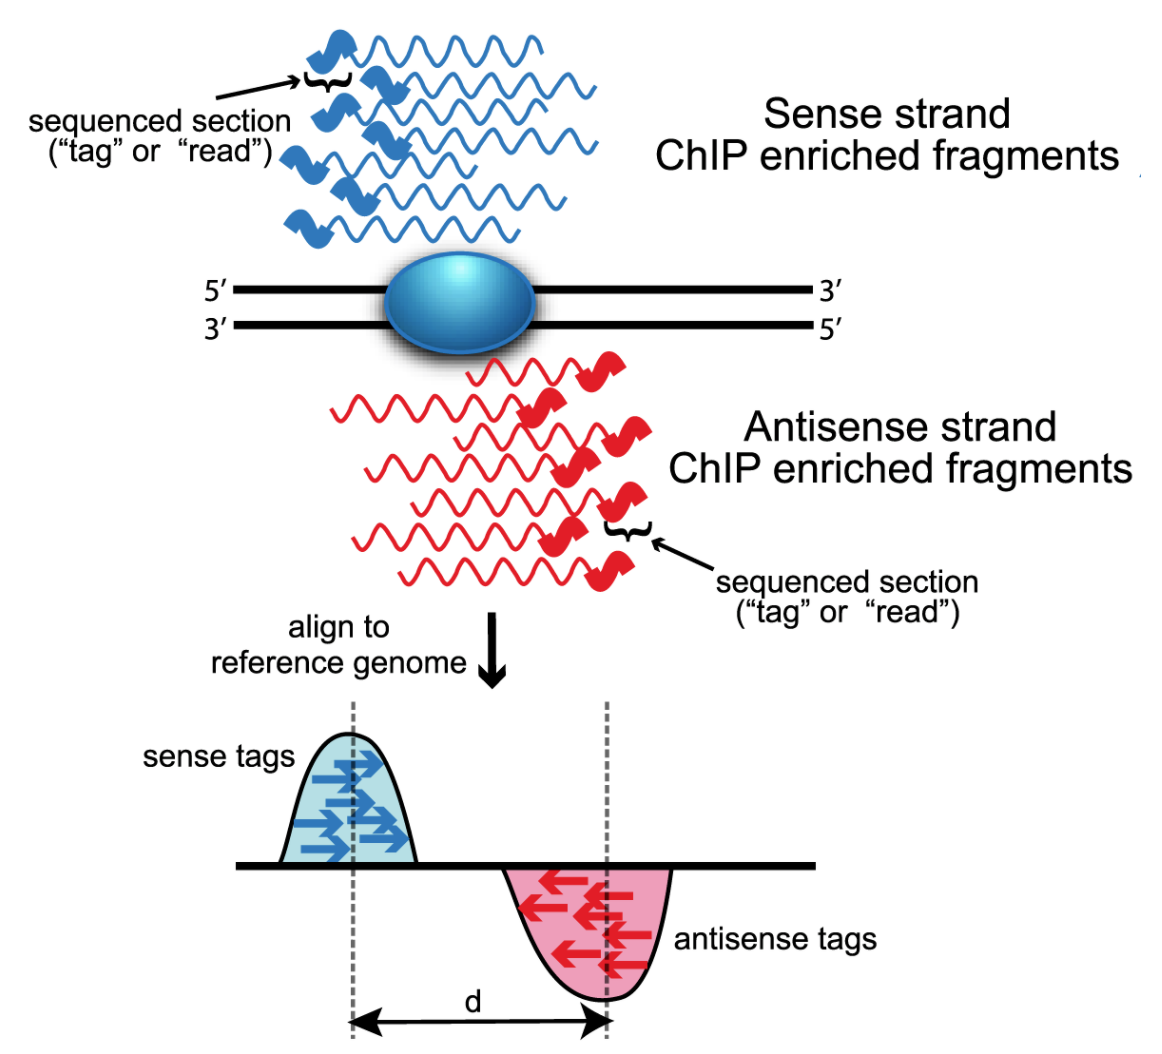 sequenced section
(“tag” or “read”)
Sense strand
ChIP enriched fragments
5′
3′
3′
5′
Antisense strand
ChIP enriched fragments
sequenced section
(“tag” or “read”)
align to
reference genome
sense tags
antisense tags
d